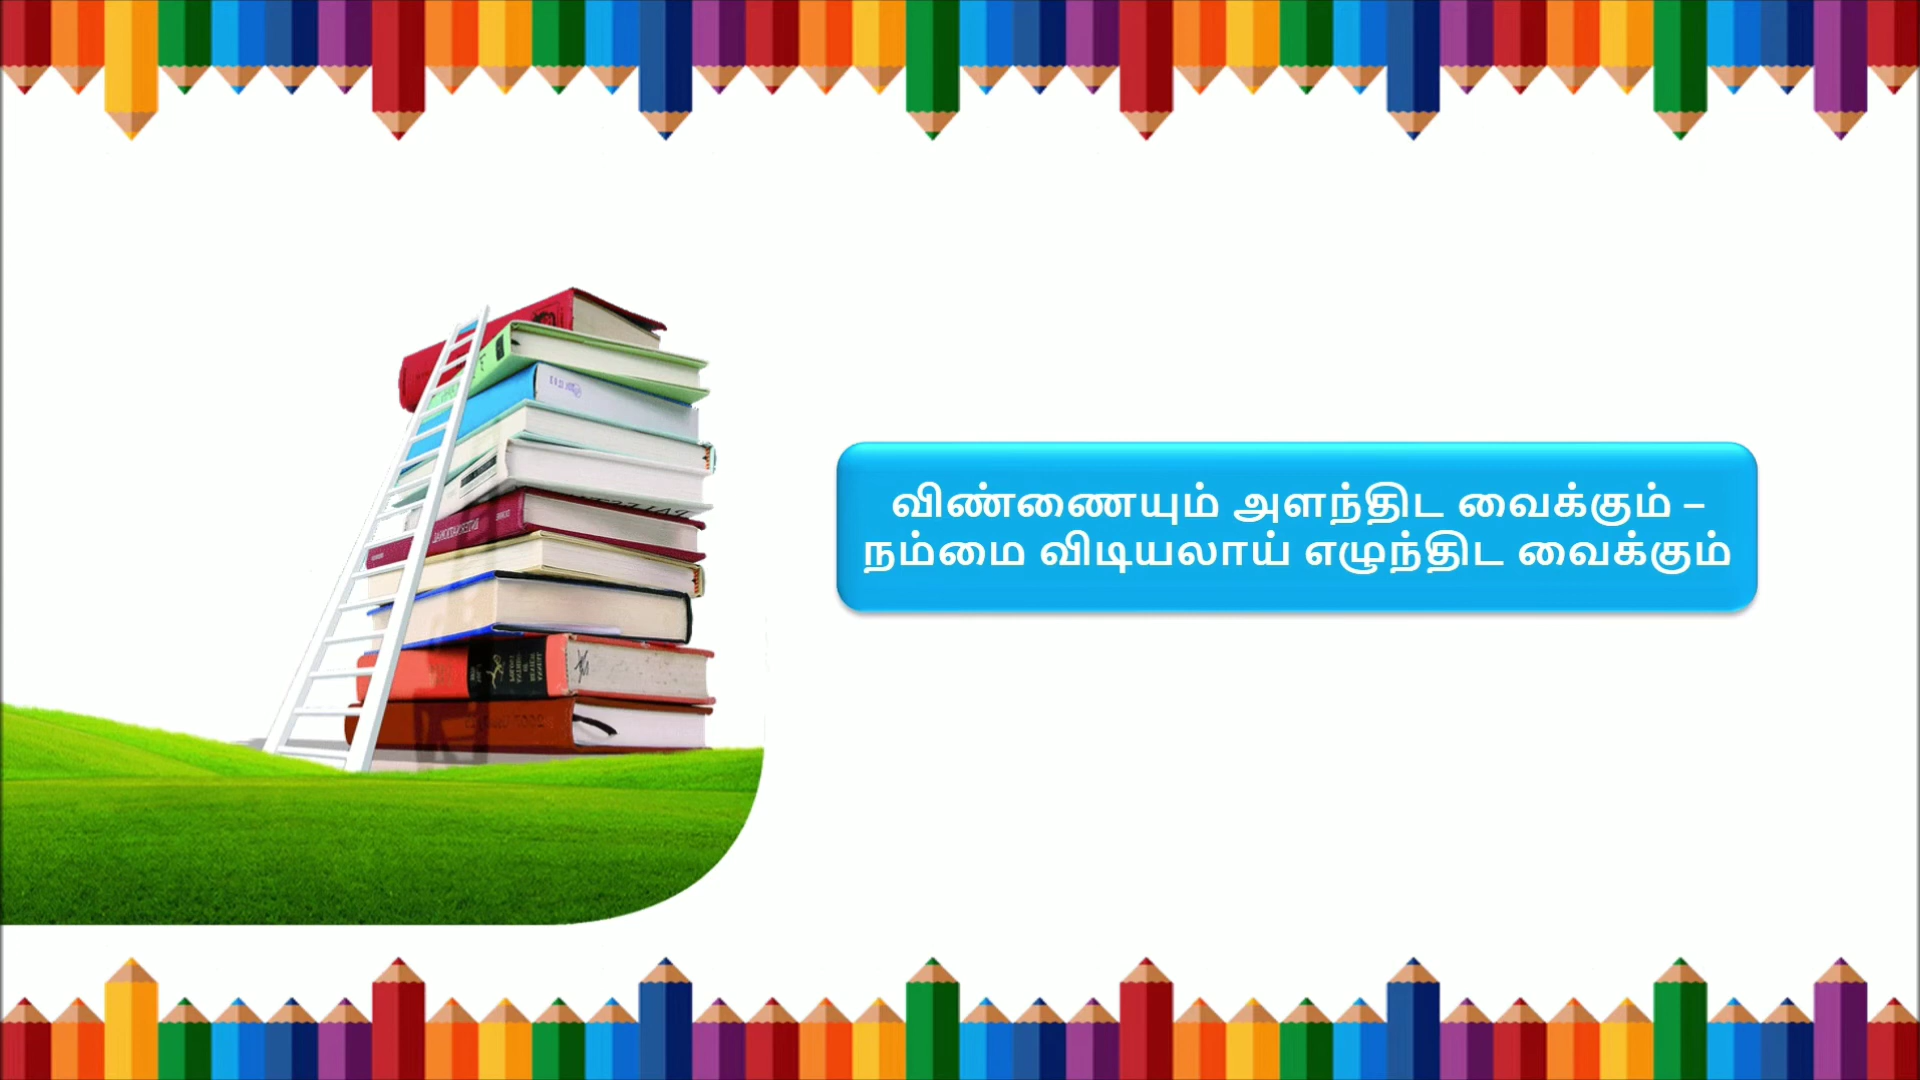 விண்ணையும் அளந்திட வைக்கும் –
நம்மை விடியலாய் எழுந்திட வைக்கும்